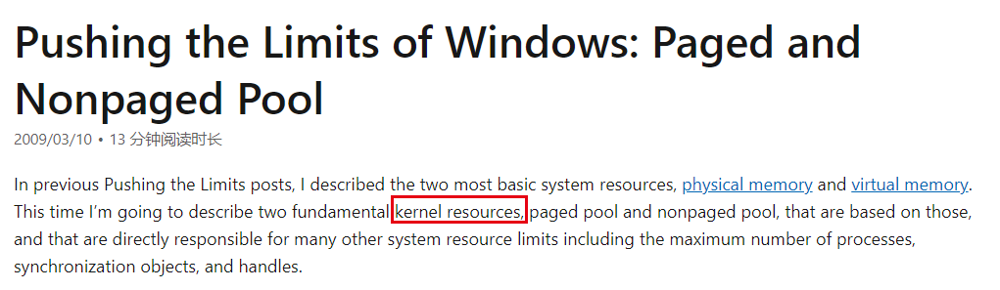 Pushing the Limits of Windows: Paged and
Nonpaged Pool
2009/03/10 • 13 分钟阅读时长
In previous Pushing the Limits posts, I described the two most basic system resources, physical memory and virtual memory.
This time I’m going to describe two fundamental kernel resources, paged pool and nonpaged pool, that are based on those,
and that are directly responsible for many other system resource limits including the maximum number of processes,
synchronization objects, and handles.